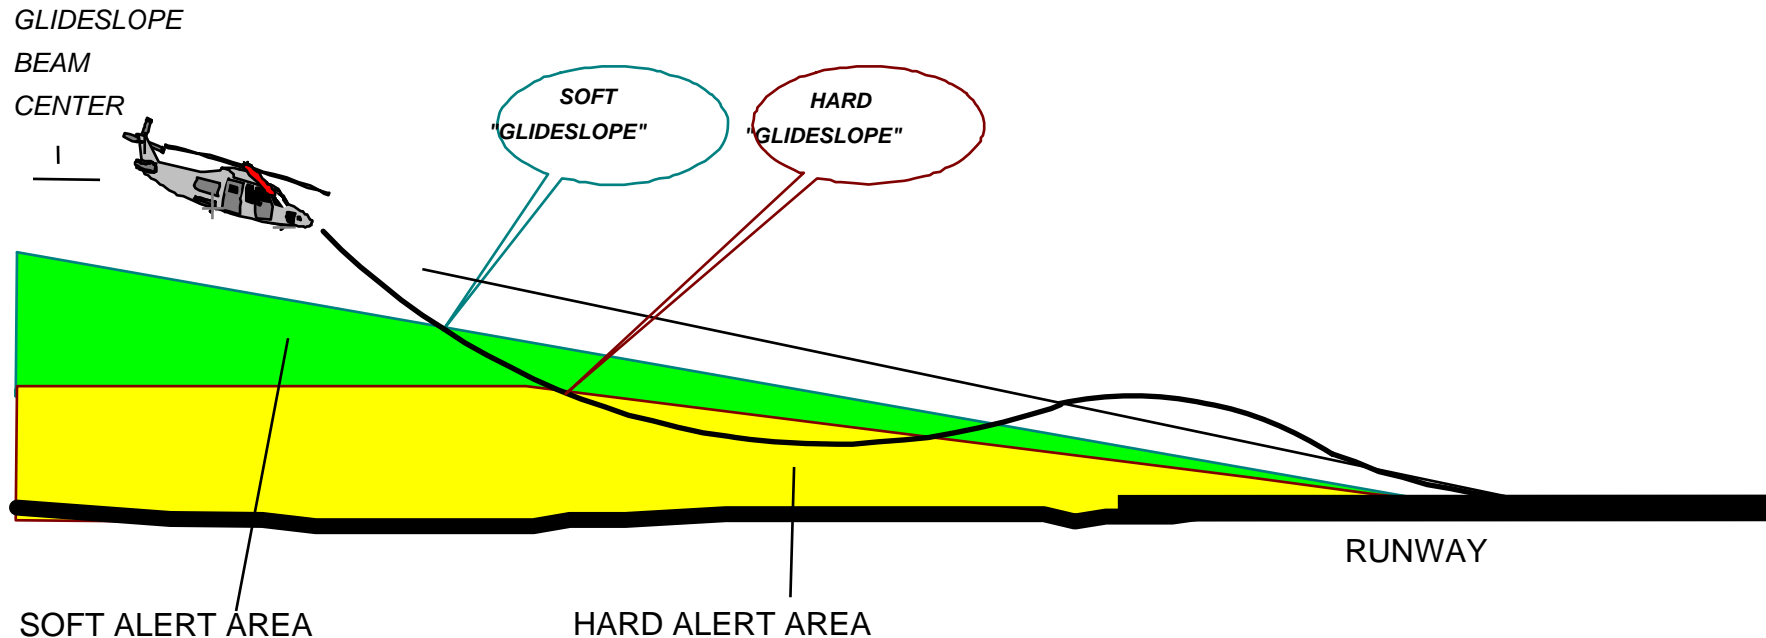 GLIDESLOPE
BEAM
CENTER
SOFT
"GLIDESLOPE"
HARD
"GLIDESLOPE"
RUNWAY
SOFT ALERT AREA
HARD ALERT AREA